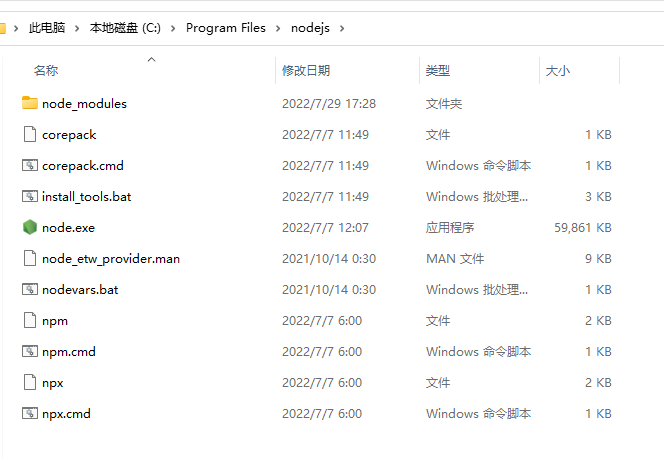 此电脑 > 本地磁盘 (C:) > Program Files > nodejs >
名称 修改日期 类型 大小
node_modules 2022/7/29 17:28 文件夹
corepack 2022/7/7 11:49 文件 1 KB
corepack.cmd 2022/7/7 11:49 Windows 命令脚本 1 KB
install_tools.bat 2022/7/7 11:49 Windows 批处理... 3 KB
node.exe 2022/7/7 12:07 应用程序 59,861 KB
node_etw_provider.man 2021/10/14 0:30 MAN 文件 9 KB
nodevars.bat 2021/10/14 0:30 Windows 批处理... 1 KB
npm 2022/7/7 6:00 文件 2 KB
npm.cmd 2022/7/7 6:00 Windows 命令脚本 1 KB
npx 2022/7/7 6:00 文件 2 KB
npx.cmd 2022/7/7 6:00 Windows 命令脚本 1 KB